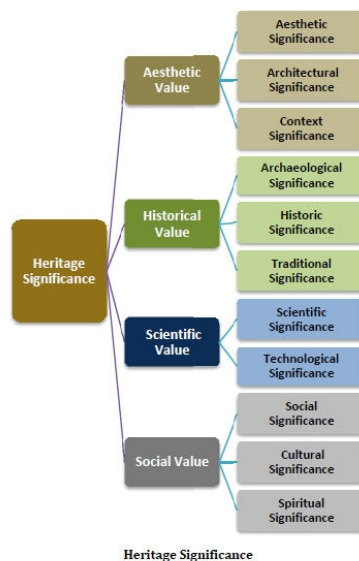 Heritage
Significance
Aesthetic
Value
Aesthetic
Significance
Architectural
Significance
Context
Significance
Historical
Value
Archaeological
Significance
Historic
Significance
Traditional
Significance
Scientific
Value
Scientific
Significance
Technological
Significance
Social Value
Social
Significance
Cultural
Significance
Spiritual
Significance
Heritage Significance